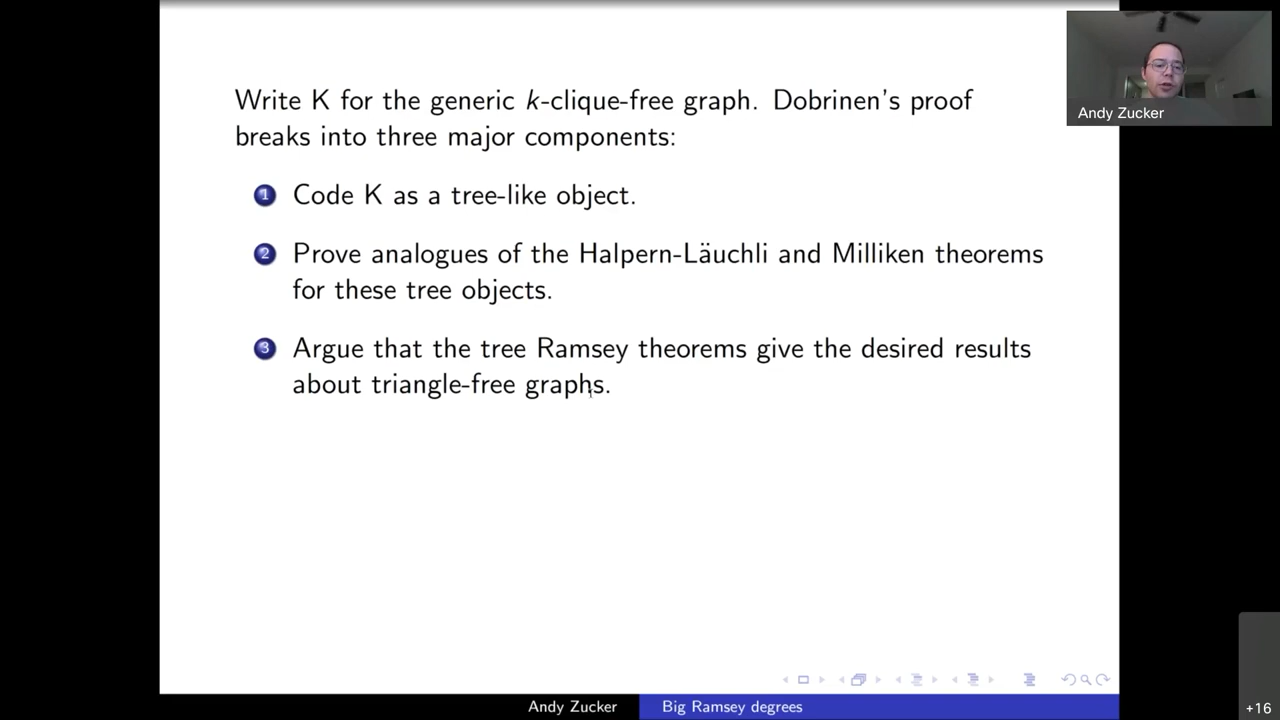 Write K for the generic k-clique-free graph. Dobrinen's proof
breaks into three major components:
1 Code K as a tree-like object.
2 Prove analogues of the Halpern-Läuchli and Milliken theorems
for these tree objects.
3 Argue that the tree Ramsey theorems give the desired results
about triangle-free graphs.
Andy Zucker
Andy Zucker
Big Ramsey degrees
+16